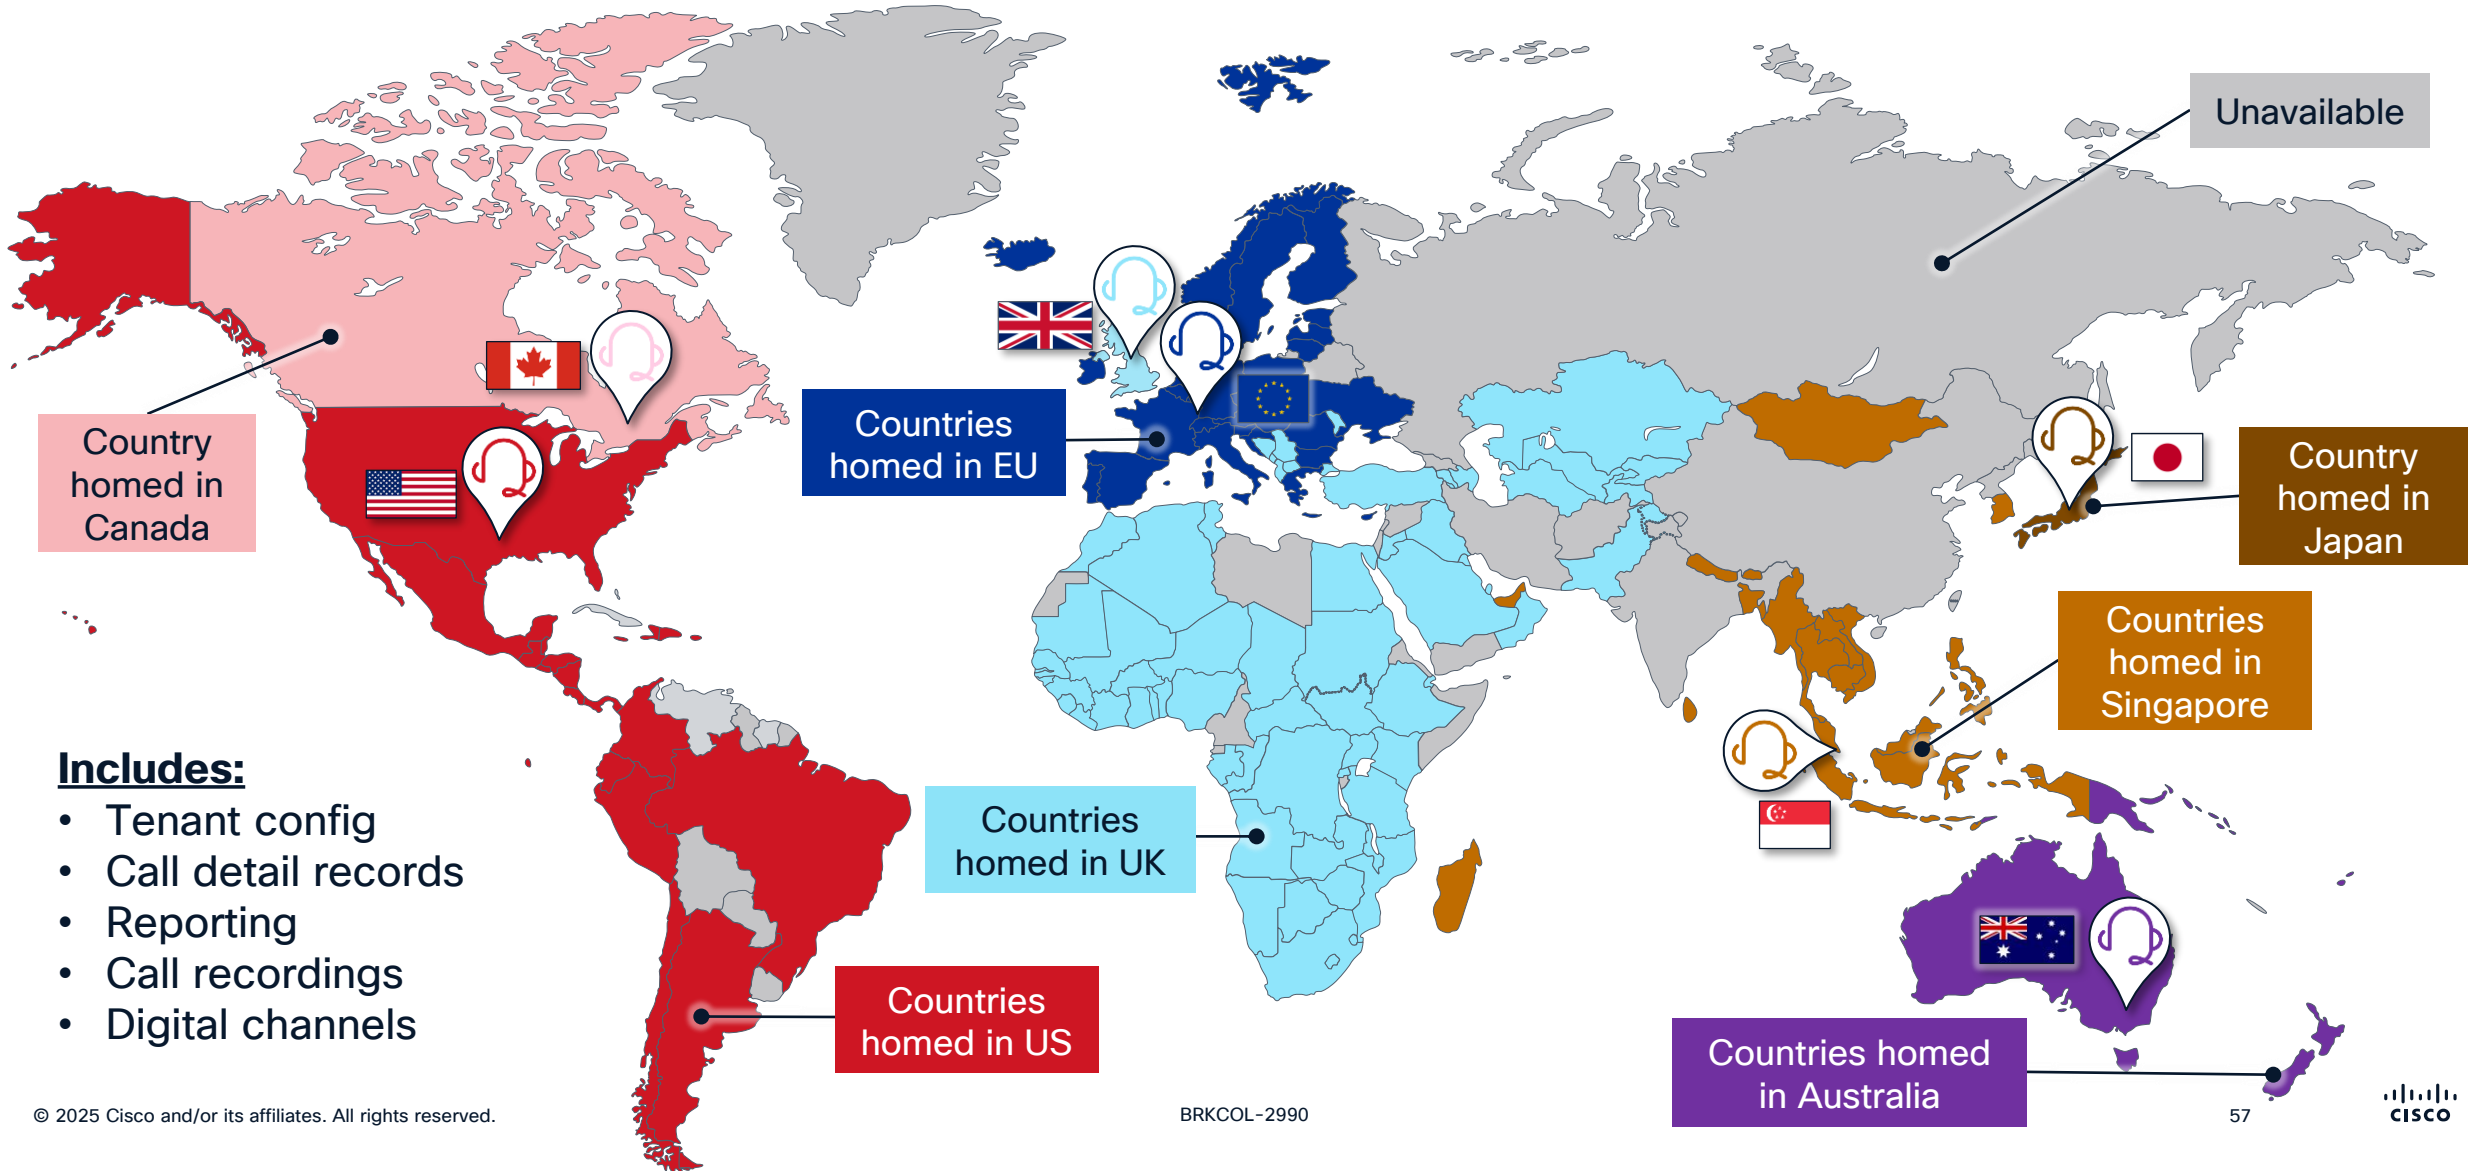 Unavailable
Country
homed in
Canada
Countries
homed in EU
Country
homed in
Japan
Countries
homed in
Singapore
Includes:
• Tenant config
• Call detail records
• Reporting
• Call recordings
• Digital channels
Countries
homed in UK
Countries
homed in US
Countries homed
in Australia
© 2025 Cisco and/or its affiliates. All rights reserved.
BRKCOL-2990
57
CISCO